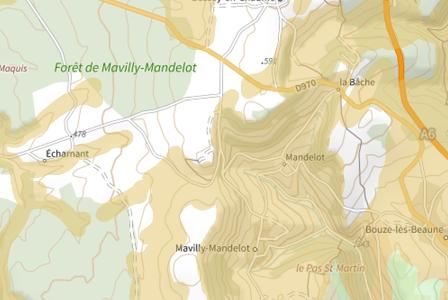 .591
Maquis
Forêt de Mavilly-Mandelot
D970
la Bâche
.478
A6
Écharnant
Mandelot
Bouze-lès-Beaune
Mavilly-Mandelot
le Pas St Martin